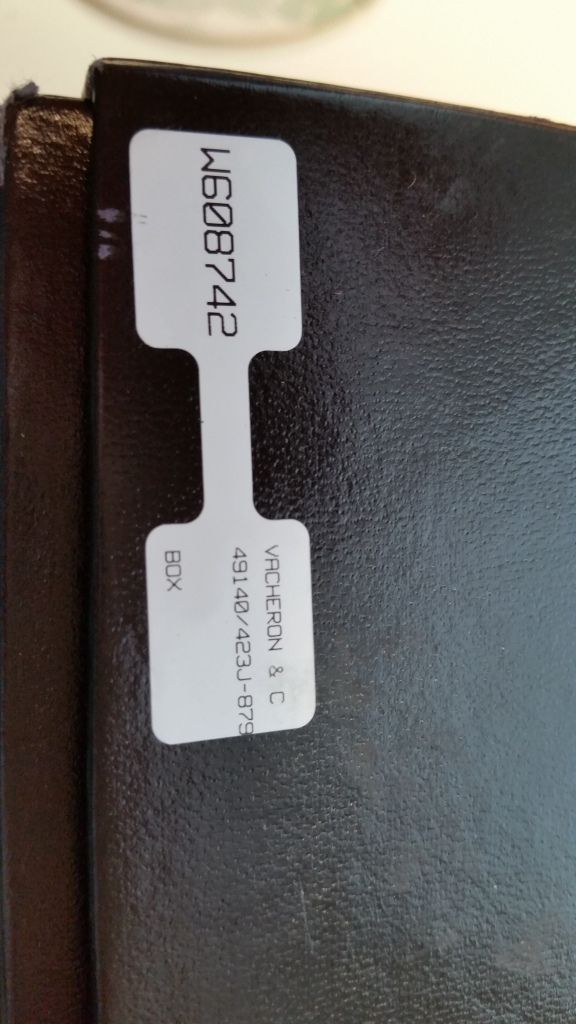 W608742
VACHERON & C
49140/423J-879
BOX